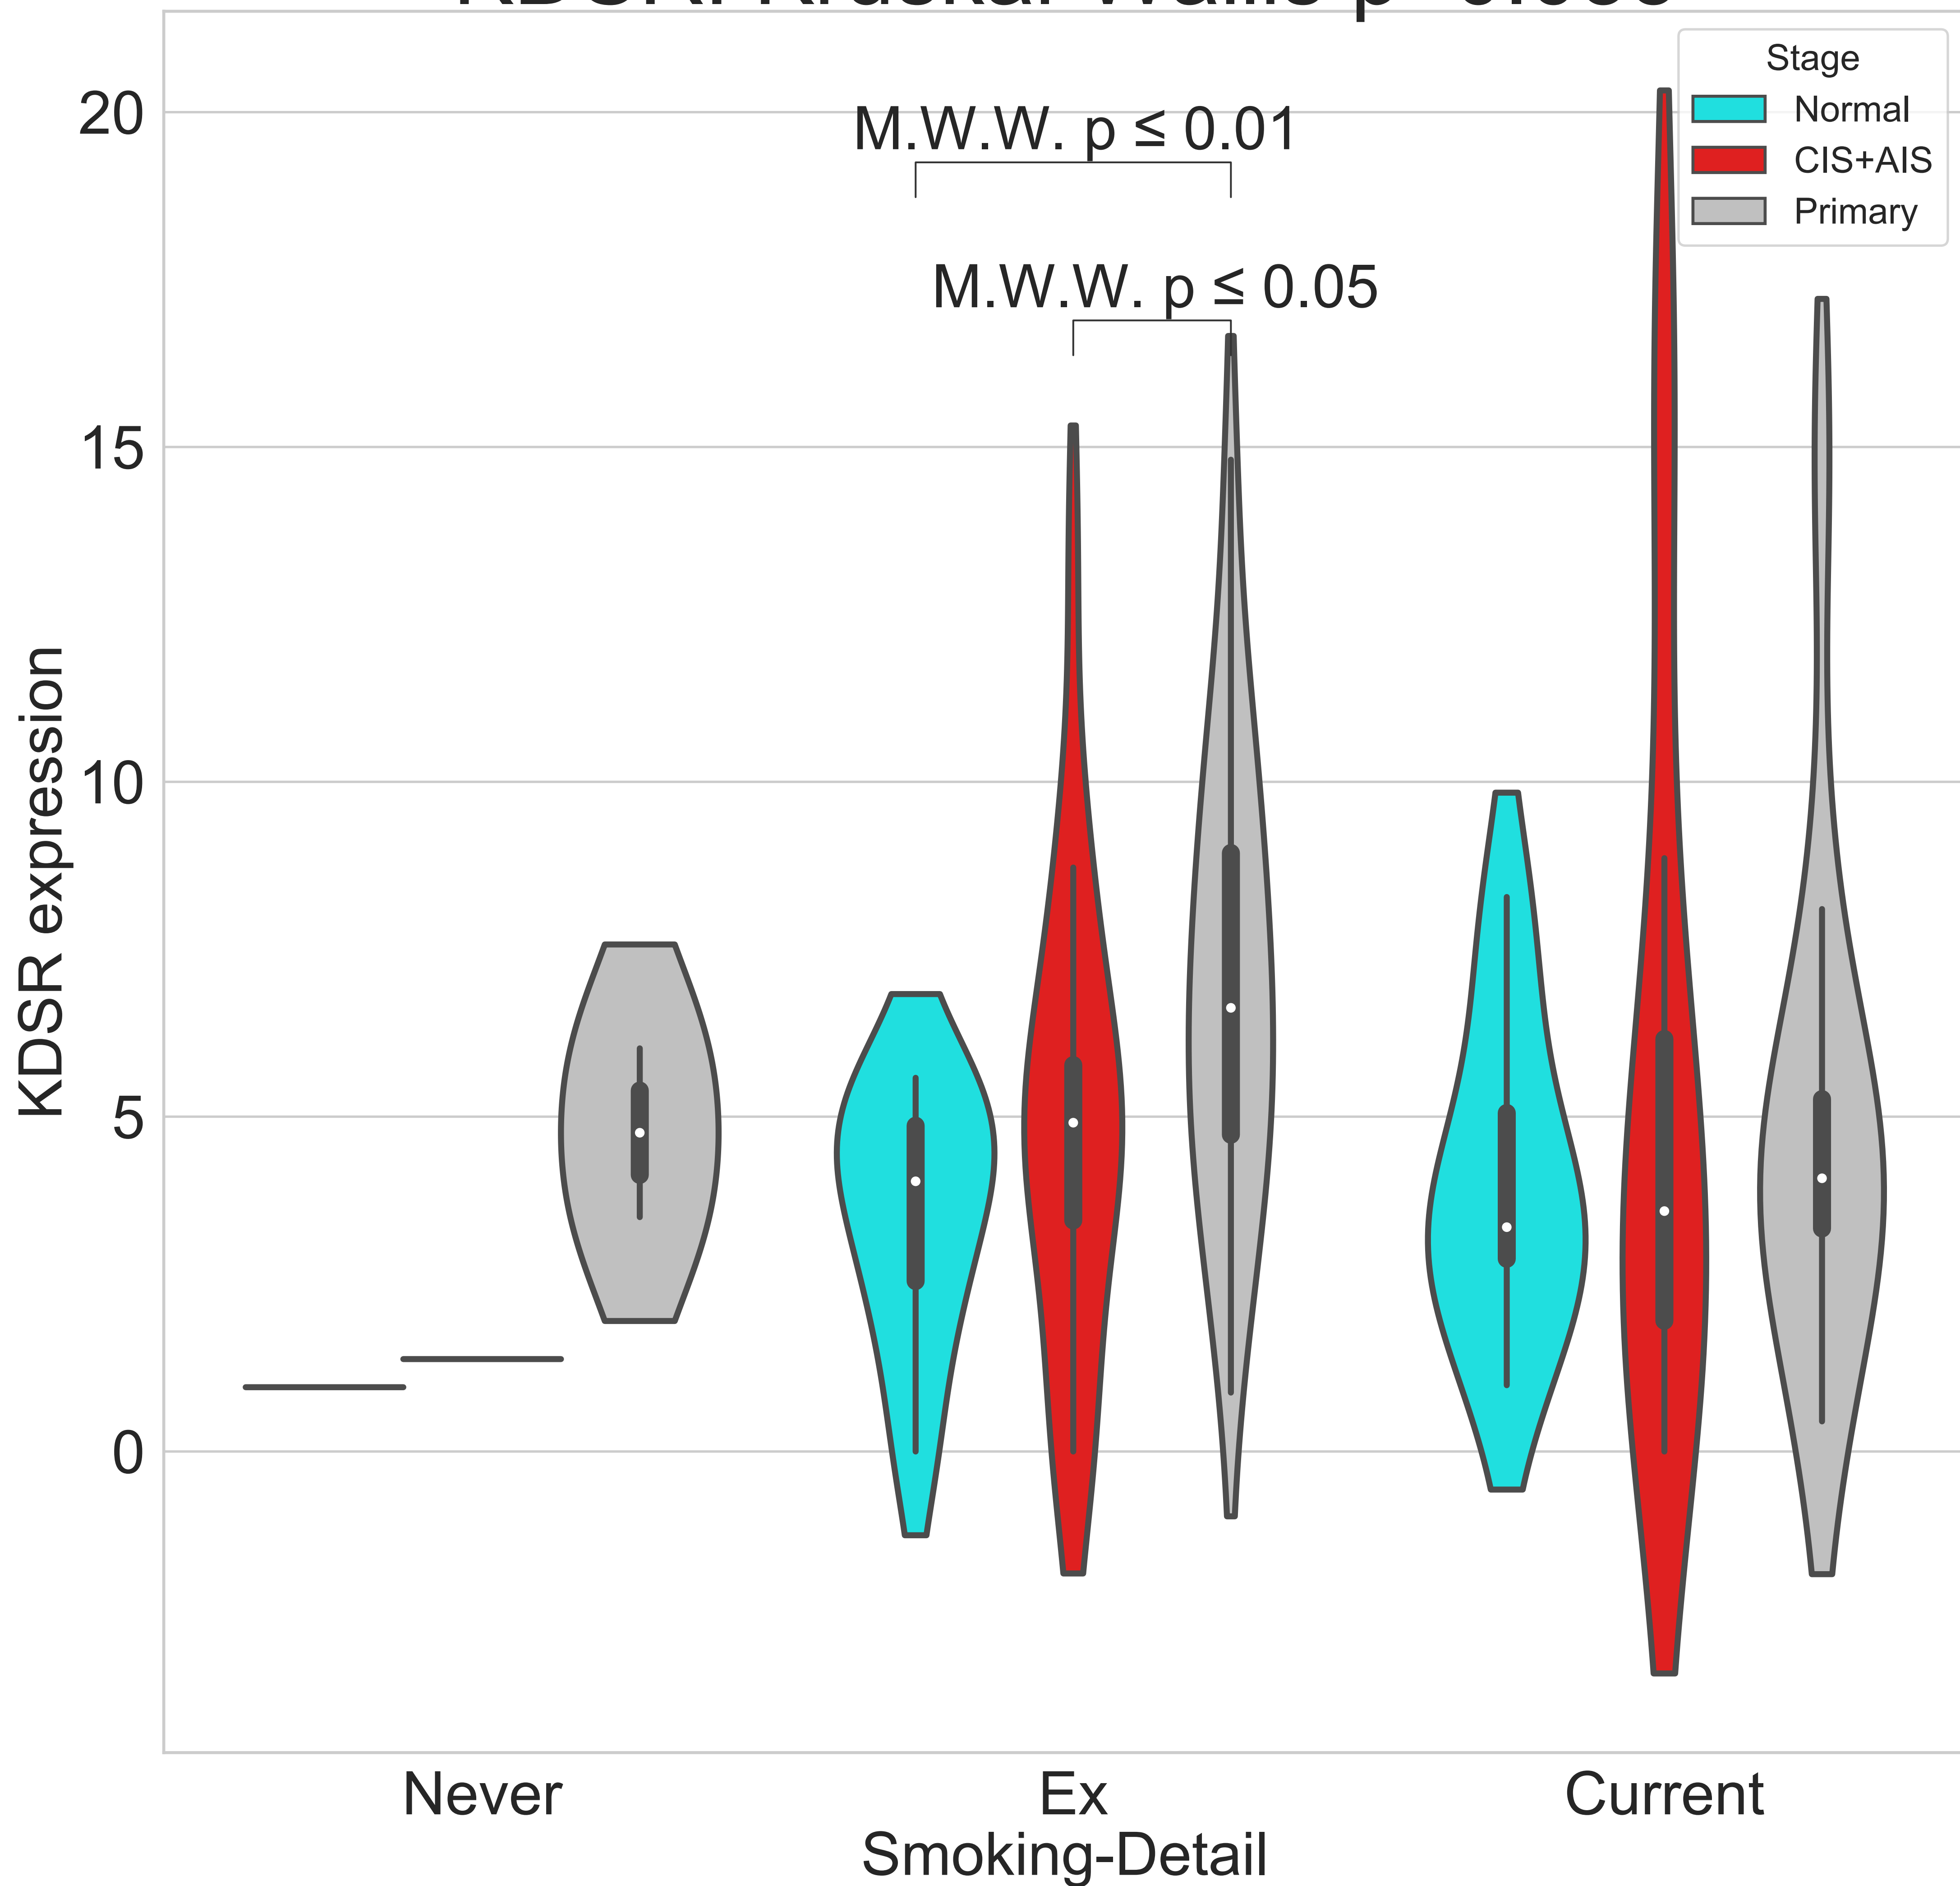 20
15
10
5
0
KDSR expression
M.W.W. p ≤ 0.01
M.W.W. p ≤ 0.05
Stage
Normal
CIS+AIS
Primary
Never
Ex
Current
Smoking-Detail